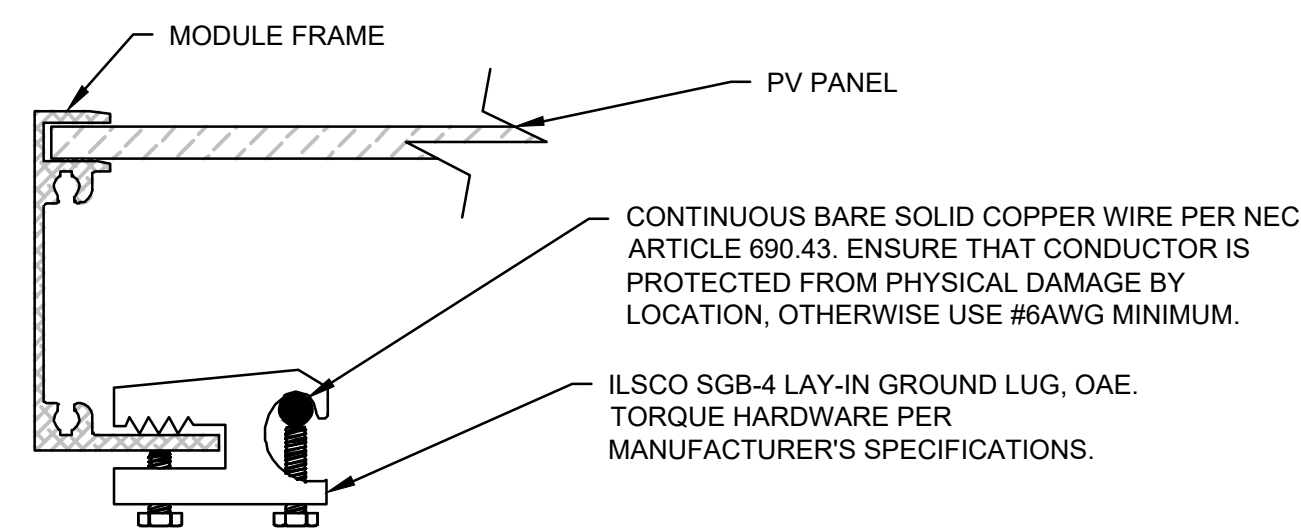 MODULE FRAME
PV PANEL
CONTINUOUS BARE SOLID COPPER WIRE PER NEC
ARTICLE 690.43. ENSURE THAT CONDUCTOR IS
PROTECTED FROM PHYSICAL DAMAGE BY
LOCATION, OTHERWISE USE #6AWG MINIMUM.
ILSCO SGB-4 LAY-IN GROUND LUG, OAE.
TORQUE HARDWARE PER
MANUFACTURER'S SPECIFICATIONS.